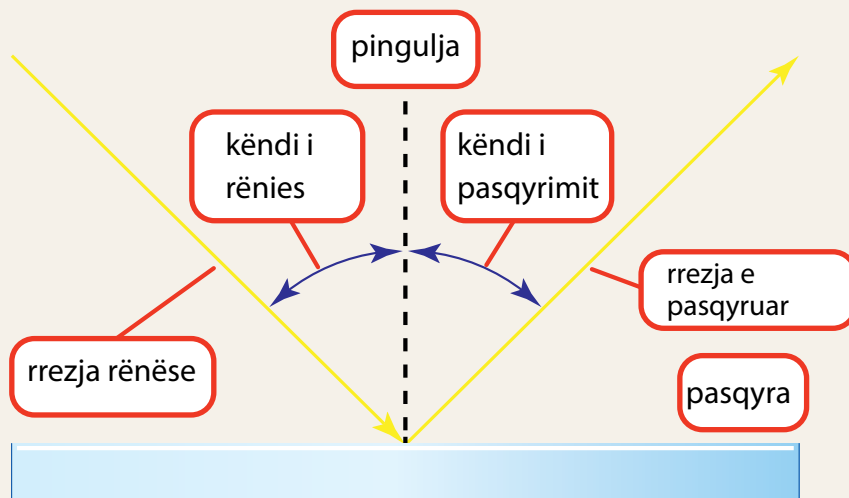 pingulja
këndi i
rënies
këndi i
pasqyrimit
rrezja e
pasqyruar
rrezja rënëse
pasqyra